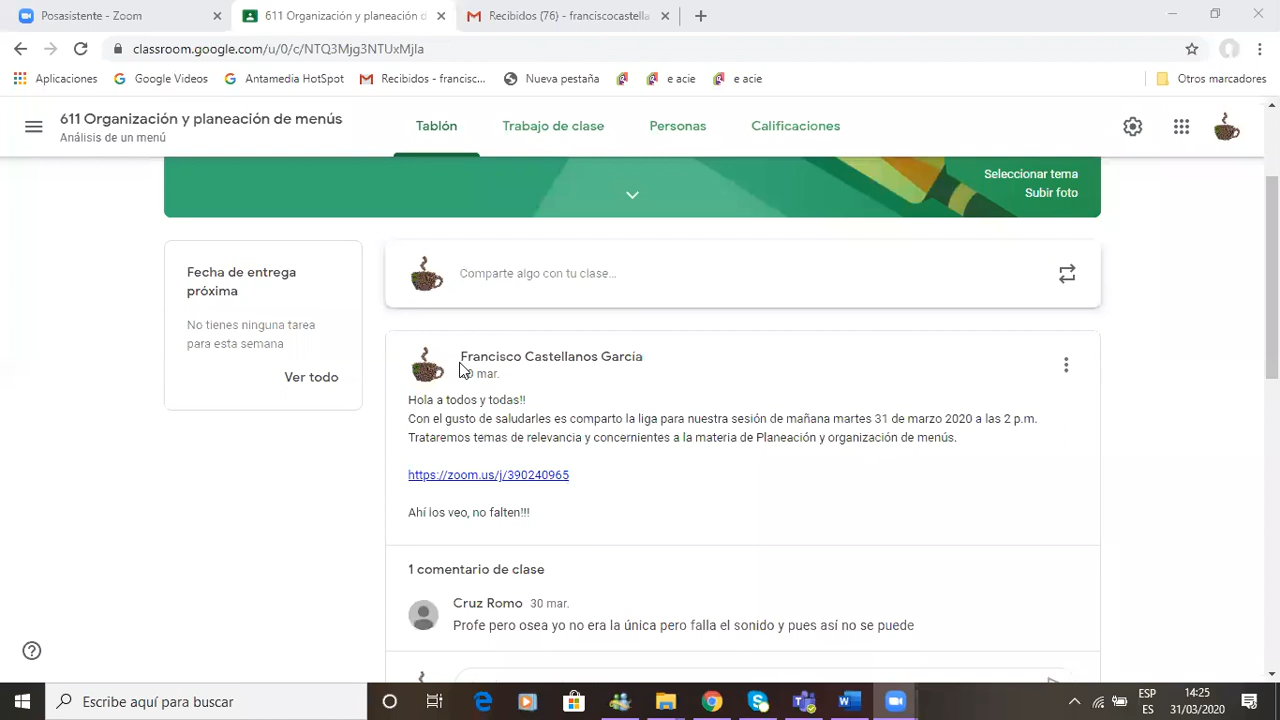 Posasistente - Zoom
611 Organización y planeación d
Recibidos (76) - franciscocastella
classroom.google.com/u/0/c/NTQ3Mjg3NTUxMjla
Aplicaciones
Google Videos
Antamedia HotSpot
Recibidos - francisc...
Nueva pestaña
e acie
e acie
Otros marcadores
611 Organización y planeación de menús
Análisis de un menú
Tablón
Trabajo de clase
Personas
Calificaciones
Seleccionar tema
Subir foto
Fecha de entrega
próxima
No tienes ninguna tarea
para esta semana
Ver todo
Comparte algo con tu clase...
Francisco Castellanos García
mar.
Hola a todos y todas!!
Con el gusto de saludarles es comparto la liga para nuestra sesión de mañana martes 31 de marzo 2020 a las 2 p.m.
Trataremos temas de relevancia y concernientes a la materia de Planeación y organización de menús.
https://zoom.us/j/390240965
Ahí los veo, no falten!!!
1 comentario de clase
Cruz Romo 30 mar.
Profe pero osea yo no era la única pero falla el sonido y pues así no se puede
Escribe aquí para buscar
ESP
ES
14:25
31/03/2020